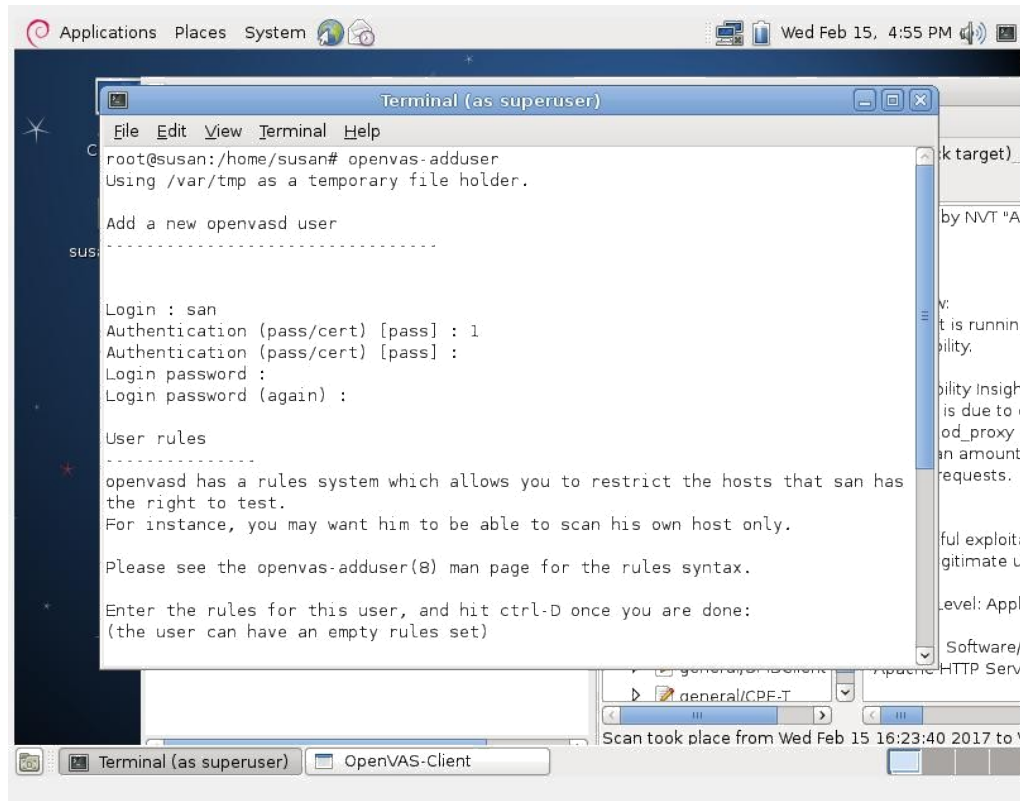 Applications Places System
Wed Feb 15, 4:55 PM
Terminal (as superuser)
File Edit View Terminal Help
root@susan:/home/susan# openvas-adduser
Using /var/tmp as a temporary file holder.
Add a new openvasd user
---------------------------------
Login : san
Authentication (pass/cert) [pass] : 1
Authentication (pass/cert) [pass] :
Login password :
Login password (again) :
User rules
---------------
openvasd has a rules system which allows you to restrict the hosts that san has
the right to test.
For instance, you may want him to be able to scan his own host only.
Please see the openvas-adduser(8) man page for the rules syntax.
Enter the rules for this user, and hit ctrl-D once you are done:
(the user can have an empty rules set)
C
sus
k target)
by NVT "A
w:
t is runnin
bility.
bility Insigh
is due to
od_proxy
an amount
requests.
ful exploit
gitimate u
Level: Appl
Software/
Apache HTTP Serv
general/CPE-T
Scan took place from Wed Feb 15 16:23:40 2017 to
Terminal (as superuser)
OpenVAS-Client